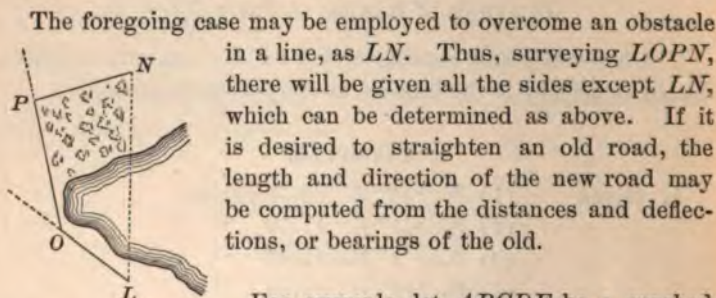 The foregoing case may be employed to overcome an obstacle
in a line, as LN. Thus, surveying LOPN,
there will be given all the sides except LN,
which can be determined as above. If it
is desired to straighten an old road, the
length and direction of the new road may
be computed from the distances and deflec-
tions, or bearings of the old.
N
P
O
L